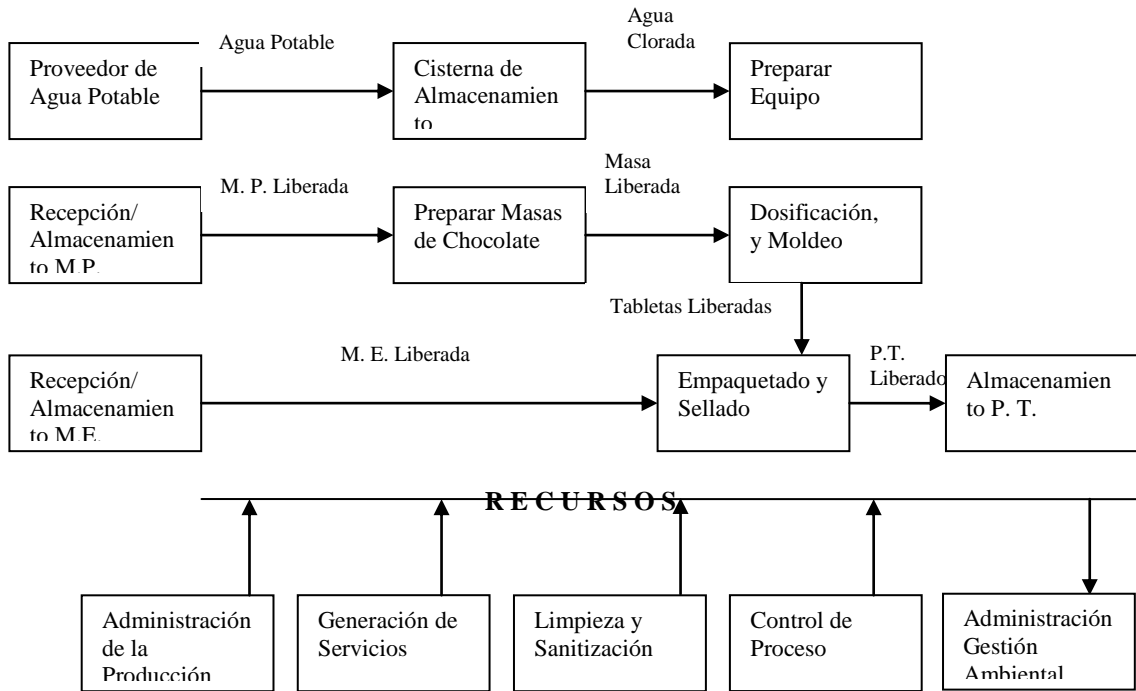 Agua Potable
Agua
Clorada
Proveedor de
Agua Potable
Cisterna de
Almacenamien
to
Preparar
Equipo
M. P. Liberada
Masa
Liberada
Recepción/
Almacenamien
to M.P.
Preparar Masas
de Chocolate
Dosificación,
y Moldeo
Tabletas Liberadas
M. E. Liberada
P.T.
Liberado
Recepción/
Almacenamien
to M.E.
Empaquetado y
Sellado
Almacenamien
to P. T.
R E C U R S O S
Administración
de la
Producción
Generación de
Servicios
Limpieza y
Sanitización
Control de
Proceso
Administración
Gestión
Ambiental